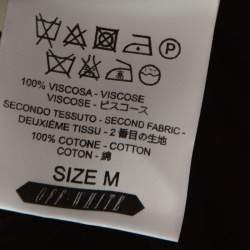 P
100% VISCOSA - VISCOSE
VISCOSE - ビスコース
SECONDO TESSUTO - SECOND FABRIC -
DEUXIÈME TISSU - 2 番目の生地
100% COTONE - COTTON
COTON - 綿
SIZE M
OFF-WHITE